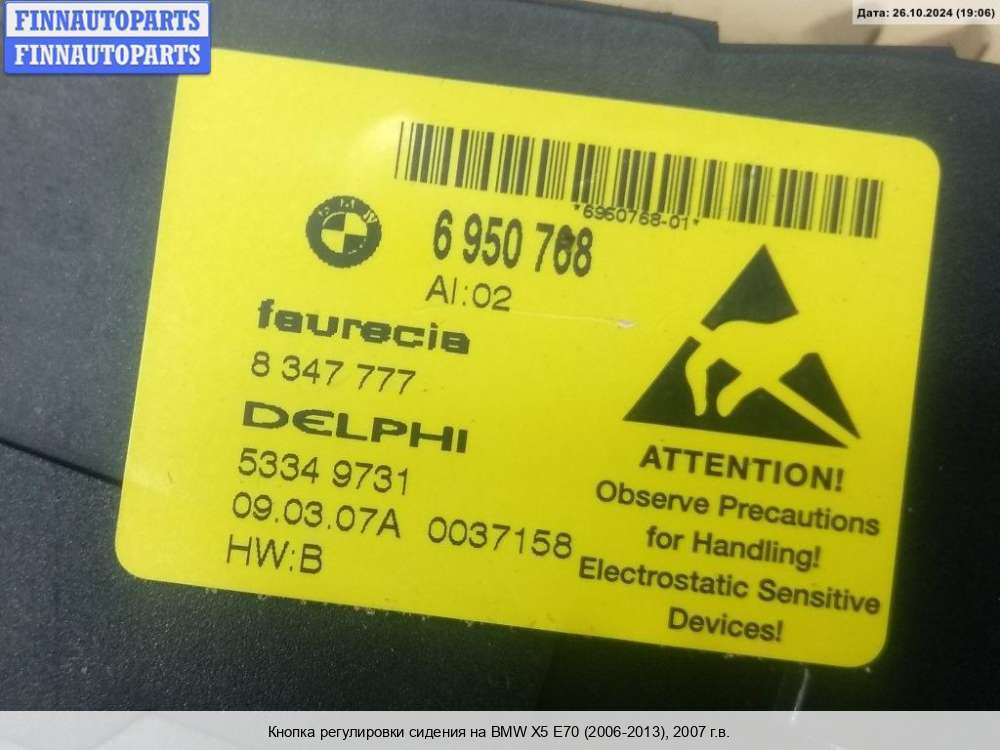 FINNAUTOPARTS
FINNAUTOPARTS
Дата: 26.10.2024 (19:06)
*6950768-01*
6 950 768
AI:02
faurecia
8 347 777
DELPHI
5334 9731
09.03.07A 0037158
HW:B
ATTENTION!
Observe Precautions
for Handling!
Electrostatic Sensitive
Devices!
Кнопка регулировки сидения на BMW X5 E70 (2006-2013), 2007 г.в.